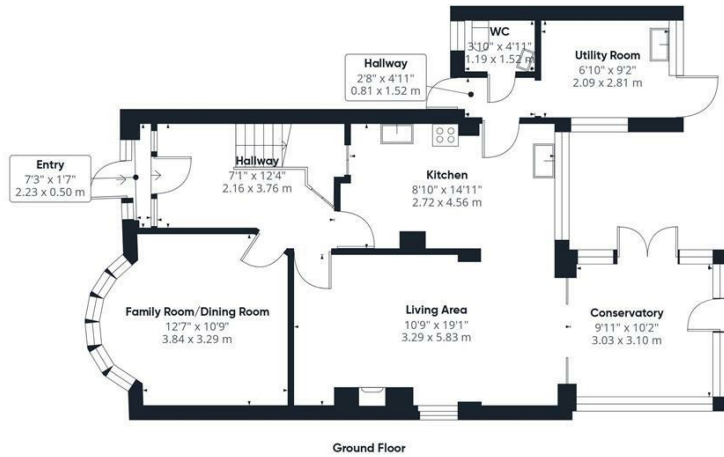 WC
3'10" x 4'11"
1.19 x 1.52 m
Hallway
2'8" x 4'11"
0.81 x 1.52 m
Utility Room
6'10" x 9'2"
2.09 x 2.81 m
Entry
7'3" x 1'7"
2.23 x 0.50 m
Hallway
7'1" x 12'4"
2.16 x 3.76 m
Kitchen
8'10" x 14'11"
2.72 x 4.56 m
Family Room/Dining Room
12'7" x 10'9"
3.84 x 3.29 m
Living Area
10'9" x 19'1"
3.29 x 5.83 m
Conservatory
9'11" x 10'2"
3.03 x 3.10 m
Ground Floor